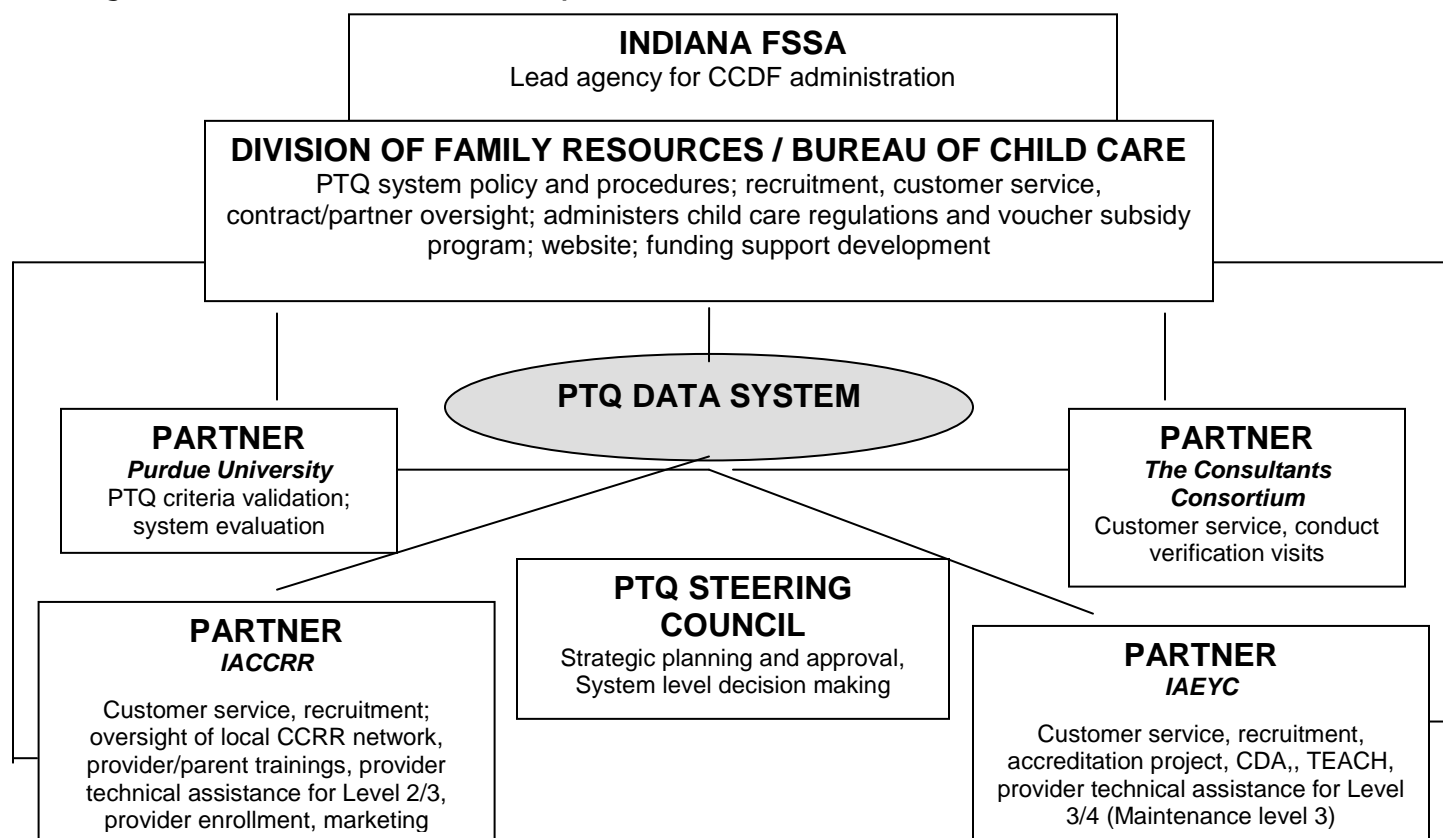 INDIANA FSSA
Lead agency for CCDF administration
DIVISION OF FAMILY RESOURCES / BUREAU OF CHILD CARE
PTQ system policy and procedures; recruitment, customer service,
contract/partner oversight; administers child care regulations and voucher subsidy
program; website; funding support development
PTQ DATA SYSTEM
PARTNER
Purdue University
PTQ criteria validation;
system evaluation
PARTNER
The Consultants
Consortium
Customer service, conduct
verification visits
PTQ STEERING
COUNCIL
Strategic planning and approval,
System level decision making
PARTNER
IACCRR
Customer service, recruitment;
oversight of local CCRR network,
provider/parent trainings, provider
technical assistance for Level 2/3,
provider enrollment, marketing
PARTNER
IAEYC
Customer service, recruitment,
accreditation project, CDA,, TEACH,
provider technical assistance for Level
3/4 (Maintenance level 3)